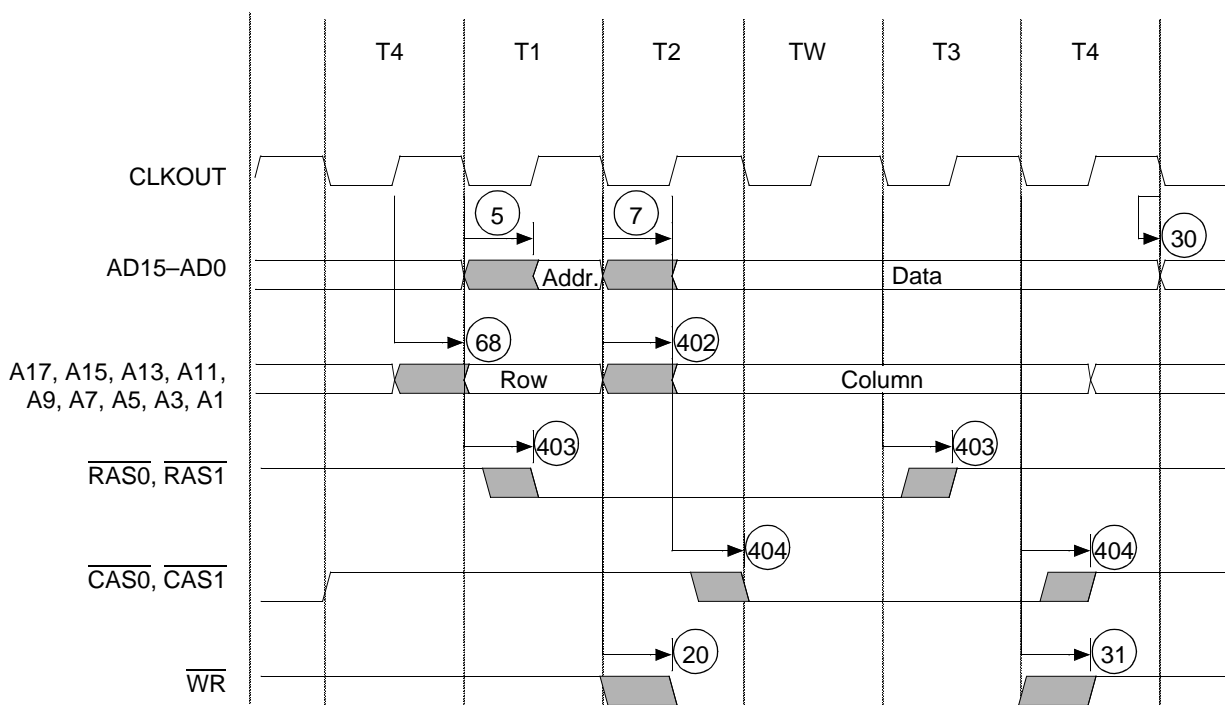 T4 T1 T2 TW T3 T4
CLKOUT
5 7
30
AD15–AD0 Addr. Data
68 402
A17, A15, A13, A11,
A9, A7, A5, A3, A1
Row Column
403 403
RAS0, RAS1
404 404
CAS0, CAS1
20 31
WR